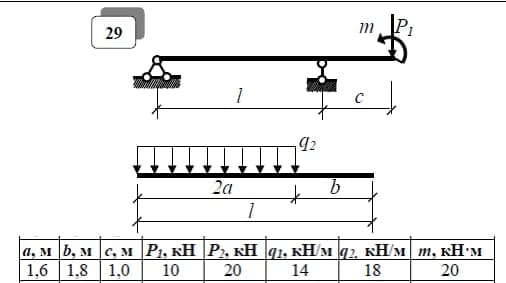 29
m P₁
l c
q₂
2a b
l
a, м b, м c, м P₁, кН P₂, кН q₁, кН/м q₂, кН/м m, кН·м
1,6 1,8 1,0 10 20 14 18 20